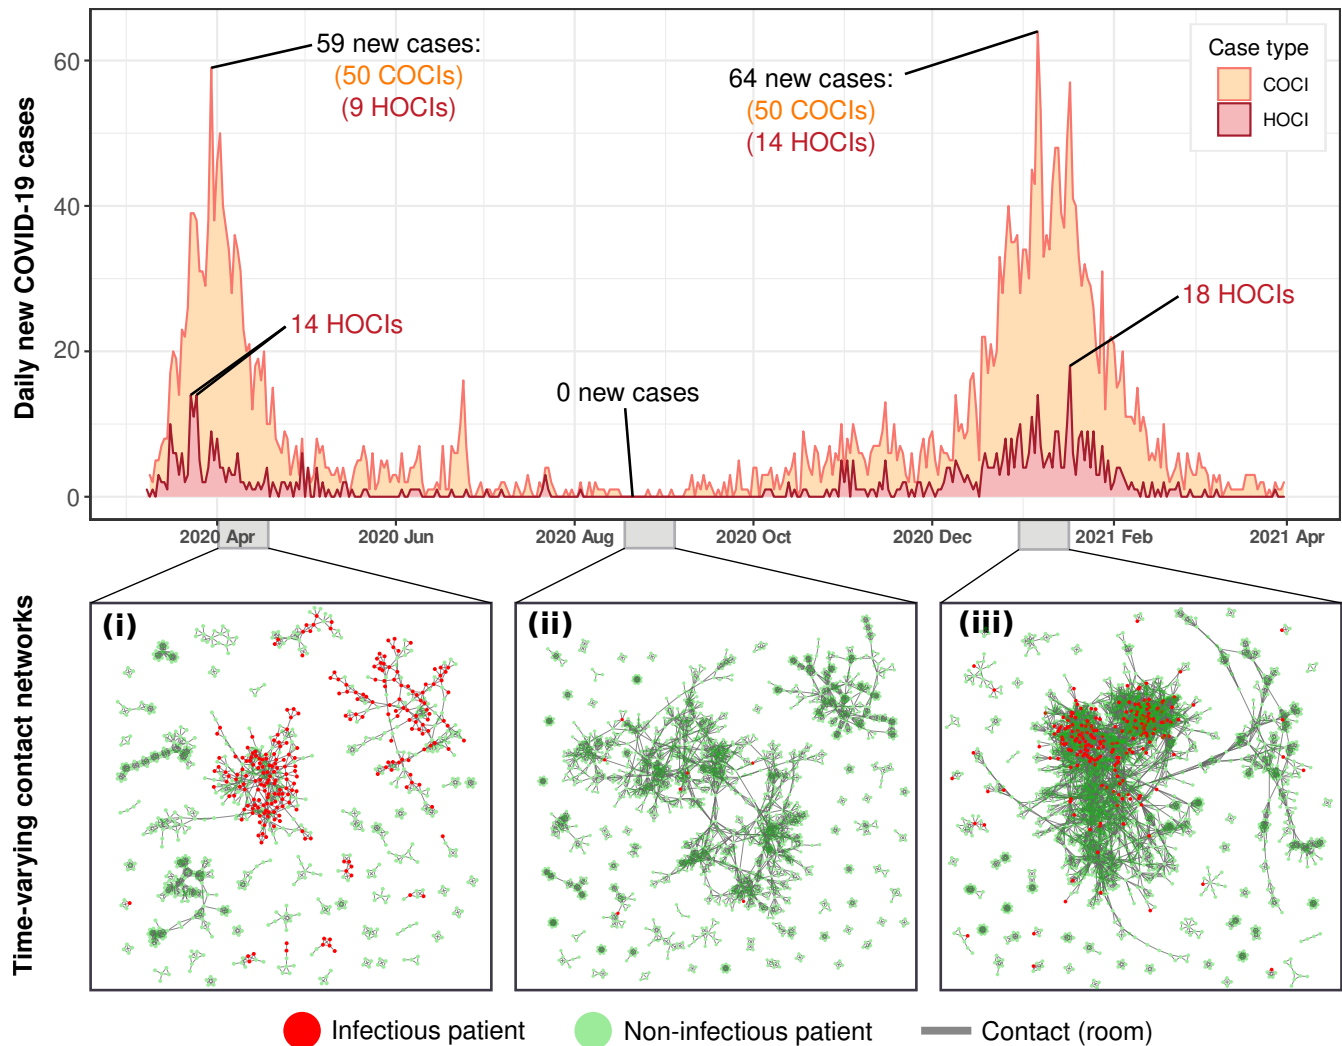 Daily new COVID-19 cases
60
40
20
0
59 new cases:
(50 COCIs)
(9 HOCIs)
64 new cases:
(50 COCIs)
(14 HOCIs)
Case type
COCI
HOCI
14 HOCIs
18 HOCIs
0 new cases
2020 Apr
2020 Jun
2020 Aug
2020 Oct
2020 Dec
2021 Feb
2021 Apr
Time-varying contact networks
(i)
(ii)
(iii)
Infectious patient
Non-infectious patient
Contact (room)